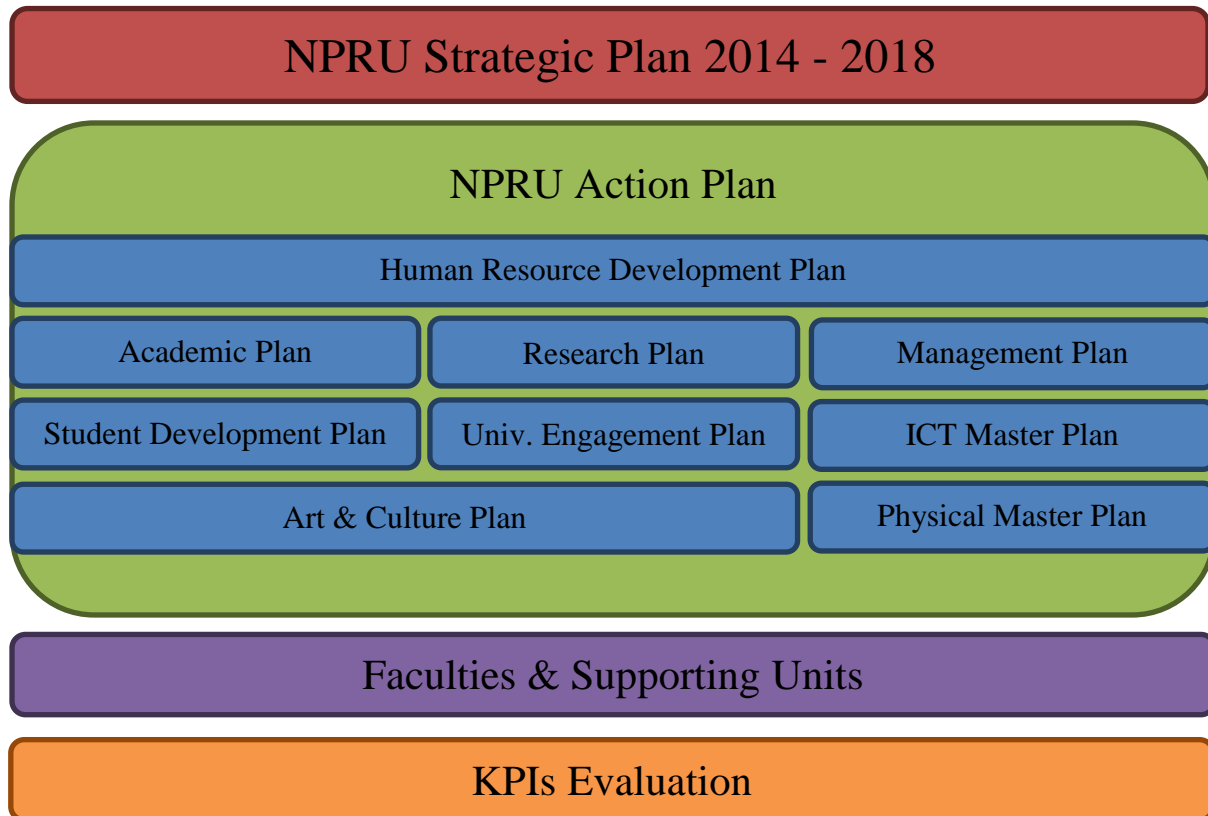 NPRU Strategic Plan 2014 - 2018
NPRU Action Plan
Human Resource Development Plan
Academic Plan
Research Plan
Management Plan
Student Development Plan
Univ. Engagement Plan
ICT Master Plan
Art & Culture Plan
Physical Master Plan
Faculties & Supporting Units
KPIs Evaluation